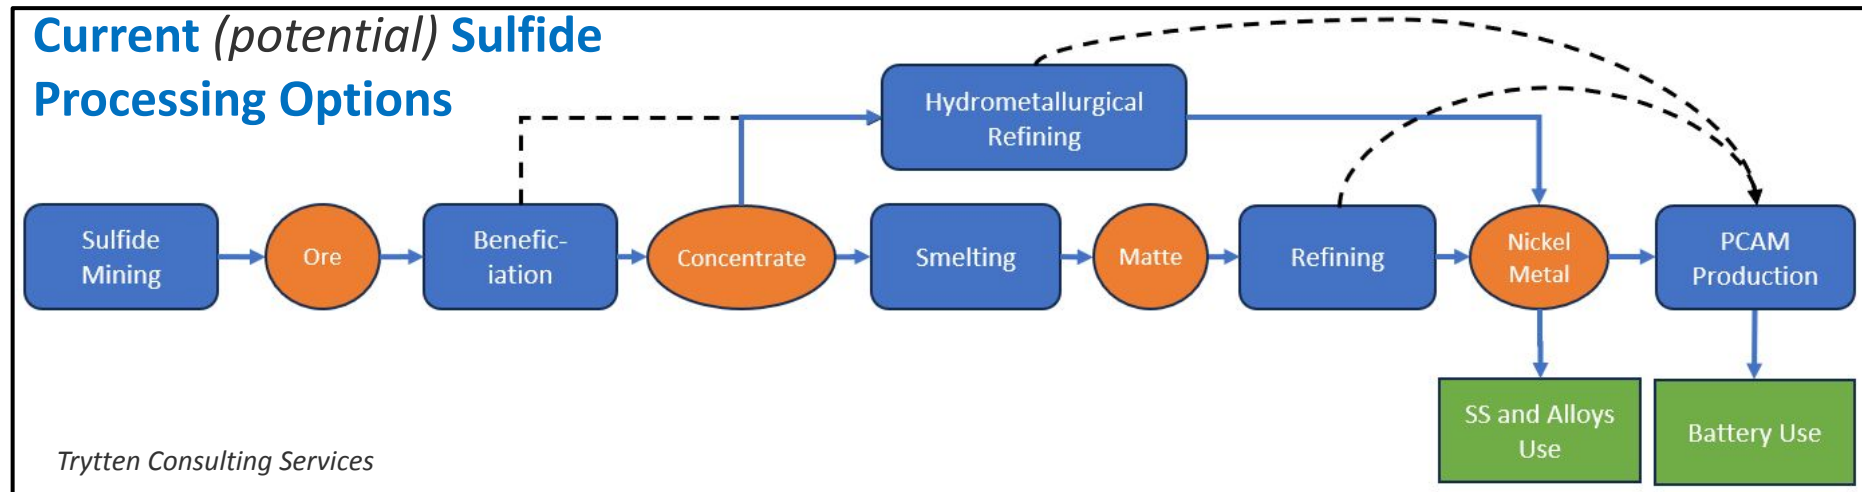 Current (potential) Sulfide
Processing Options
Hydrometallurgical
Refining
Sulfide
Mining
Ore
Benefic-
iation
Concentrate
Smelting
Matte
Refining
Nickel
Metal
PCAM
Production
SS and Alloys
Use
Battery Use
Trytten Consulting Services